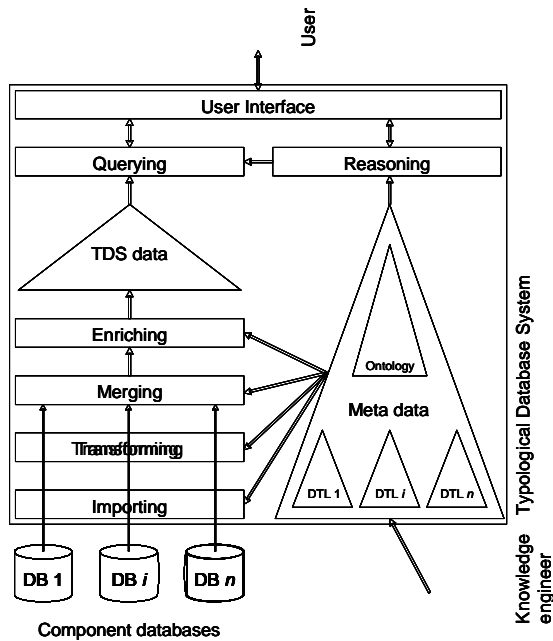 User
User Interface
Querying
Reasoning
TDS data
Enriching
Ontology
Merging
Meta data
Transforming
DTL 1
DTL i
DTL n
Importing
DB 1
DB i
DB n
Component databases
Typological Database System
Knowledge
engineer